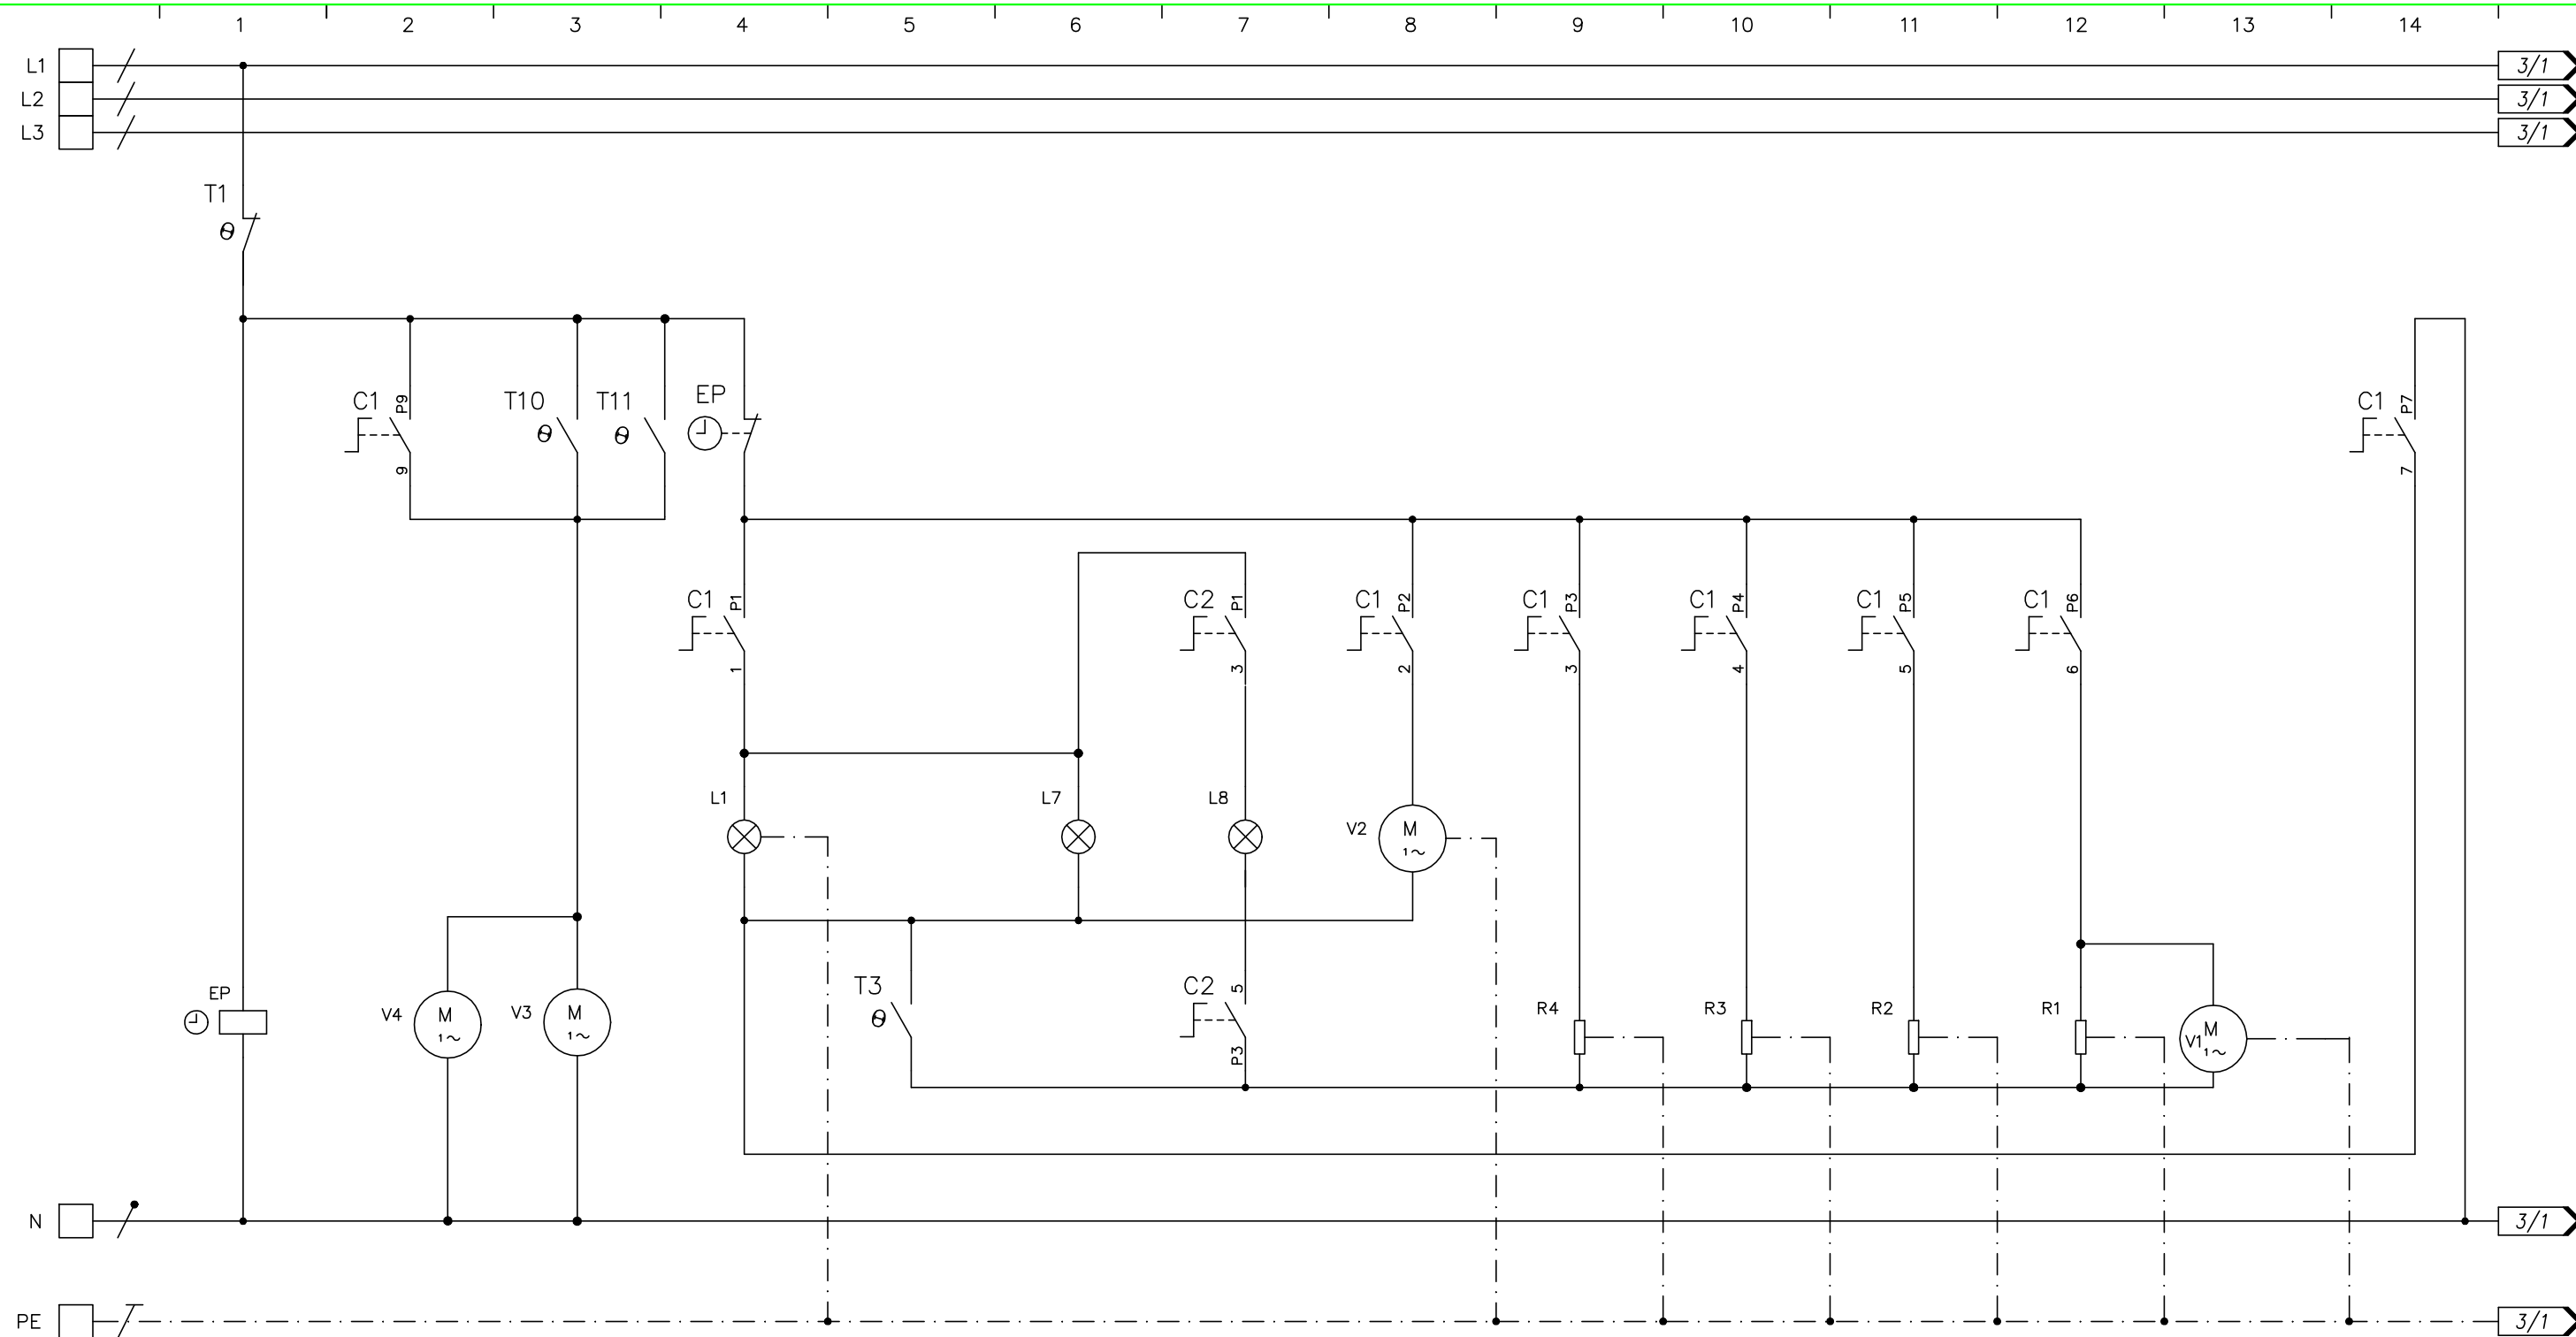 1 2 3 4 5 6 7 8 9 10 11 12 13 14
L1 3/1
L2 3/1
L3 3/1
T1
θ
C1 P9 T10 T11 EP C1 P7
θ θ
9 7
C1 P1 C2 P1 C1 P2 C1 P3 C1 P4 C1 P5 C1 P6
1 3 2 3 4 5 6
L1 L7 L8 V2 M
1~
EP T3 C2 5
V4 M V3 M θ R4 R3 R2 R1 V1 M
1~ 1~ P3 1~
N 3/1
PE 3/1